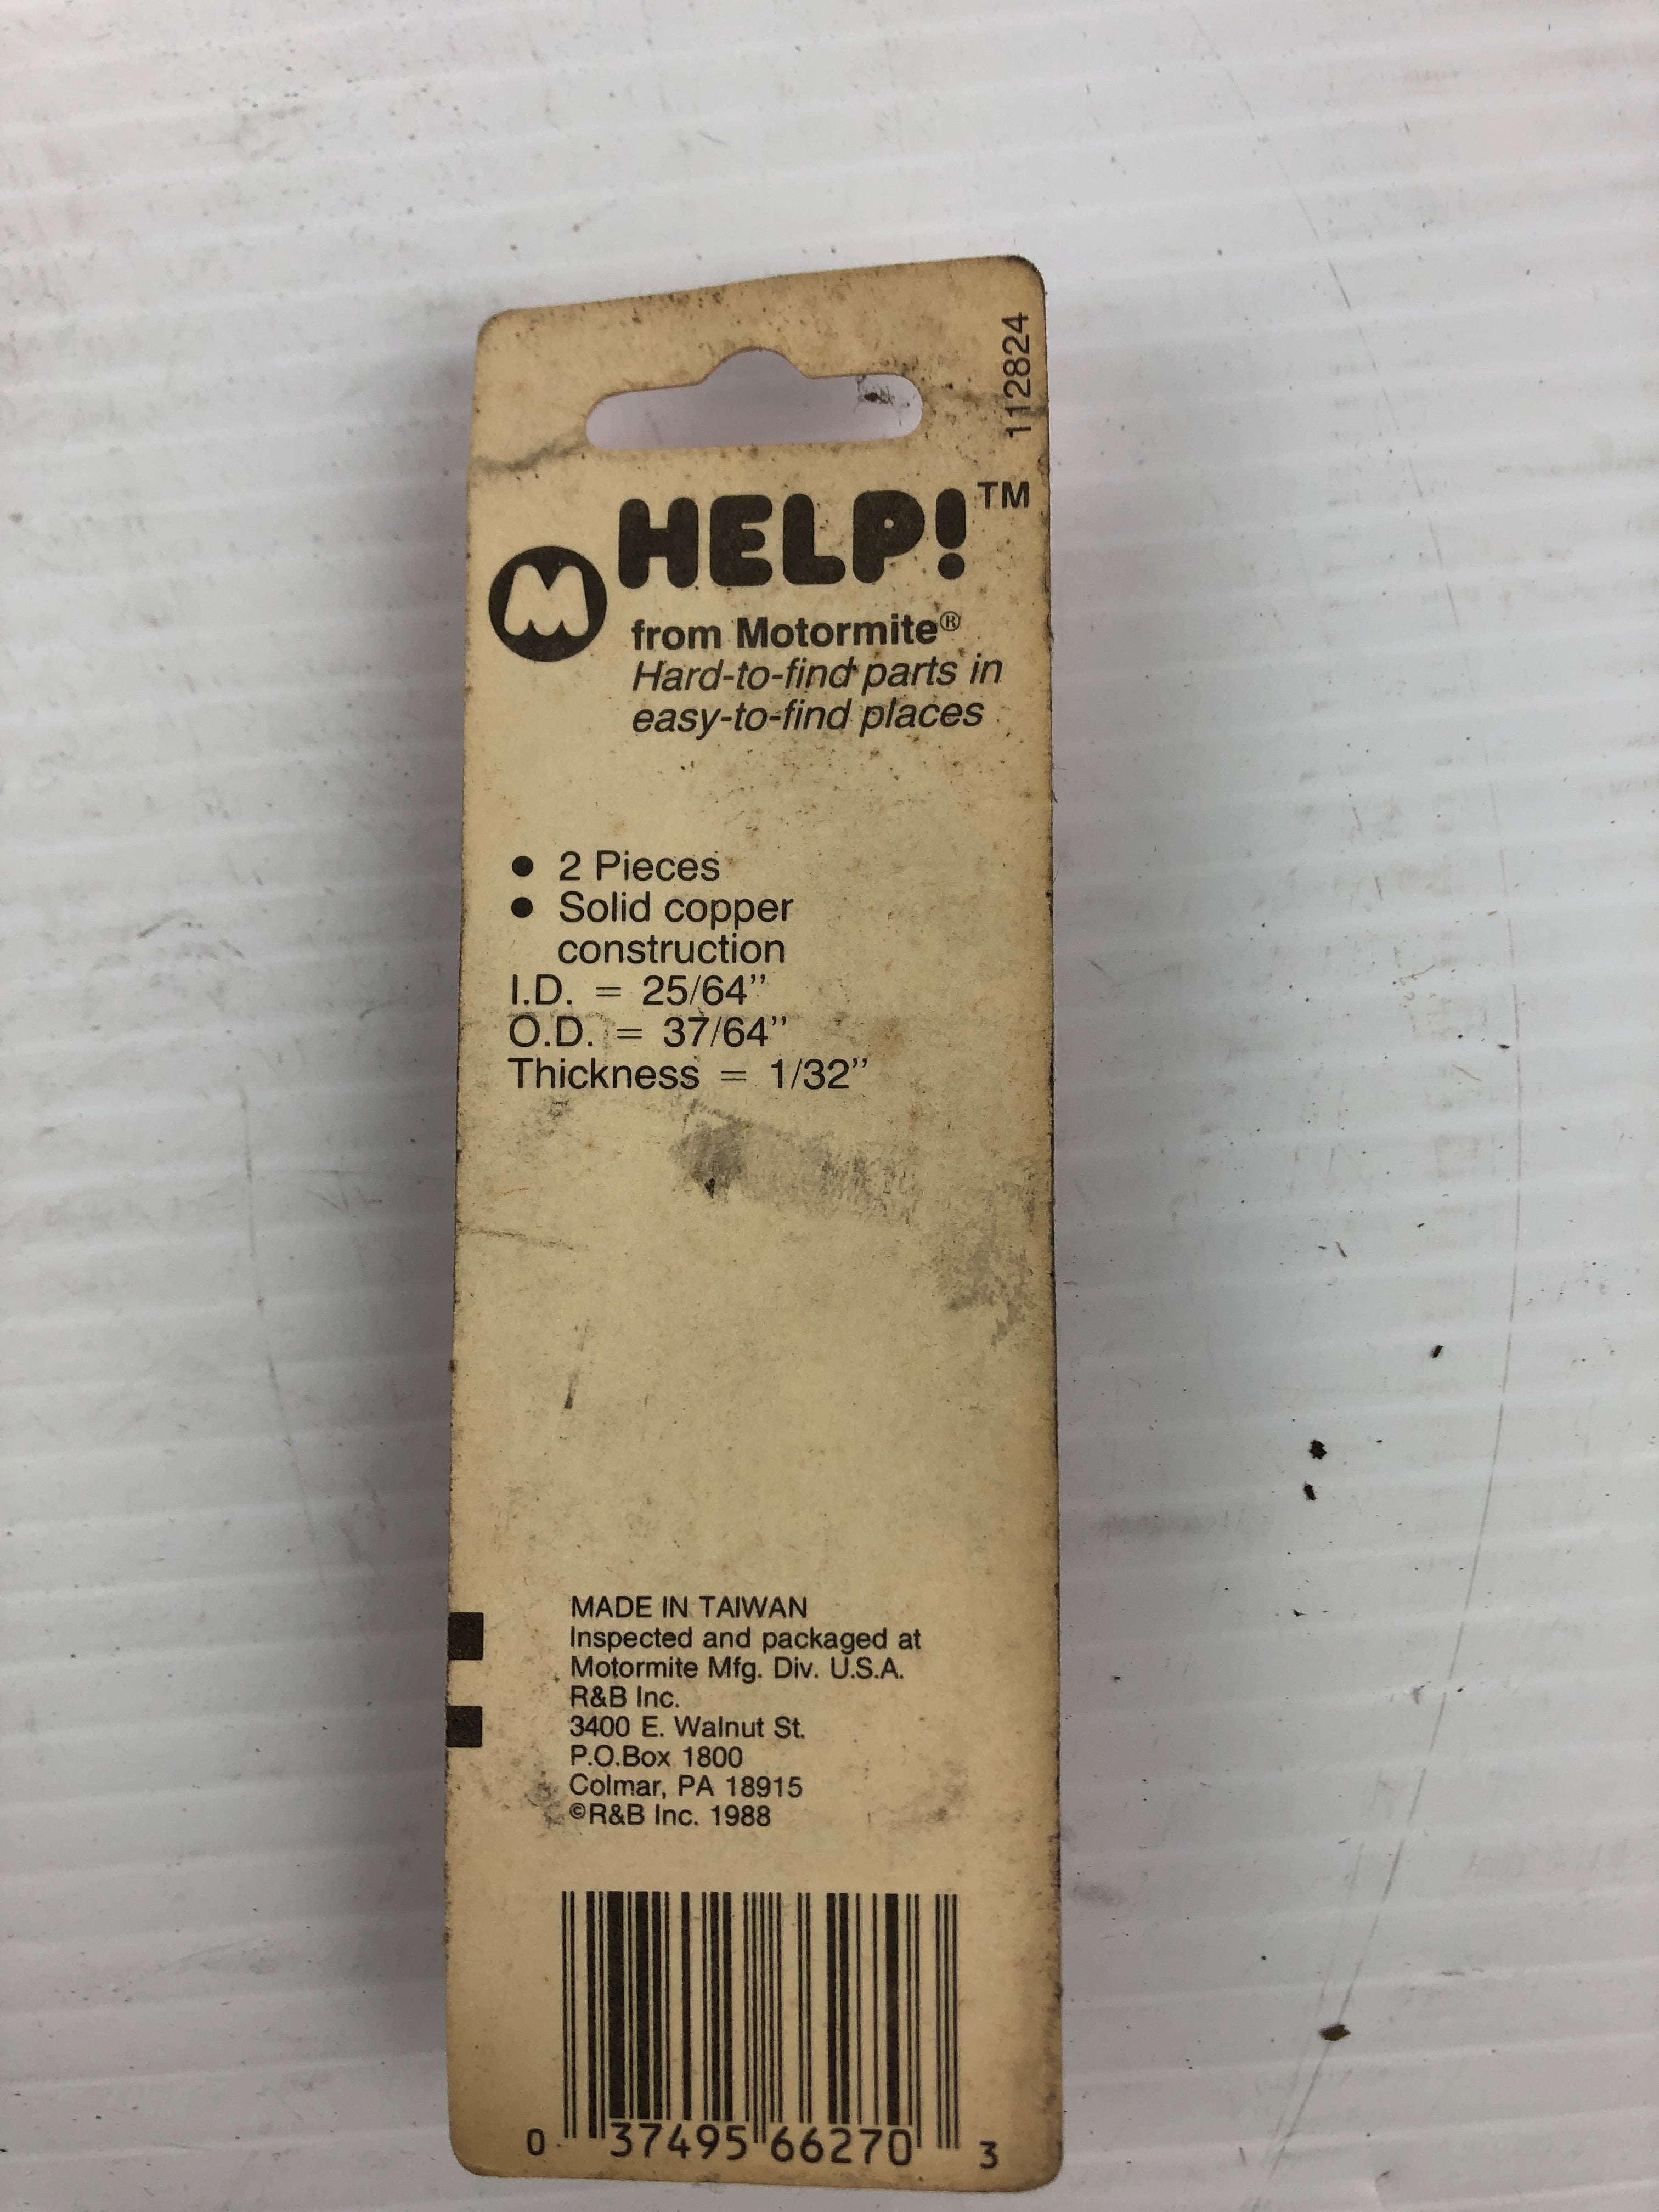 112824
HELP!™
M
from Motormite®
Hard-to-find parts in
easy-to-find places
● 2 Pieces
● Solid copper
construction
I.D. = 25/64”
O.D. = 37/64”
Thickness = 1/32”
MADE IN TAIWAN
Inspected and packaged at
Motormite Mfg. Div. U.S.A.
R&B Inc.
3400 E. Walnut St.
P.O.Box 1800
Colmar, PA 18915
©R&B Inc. 1988
0 37495 66270 3